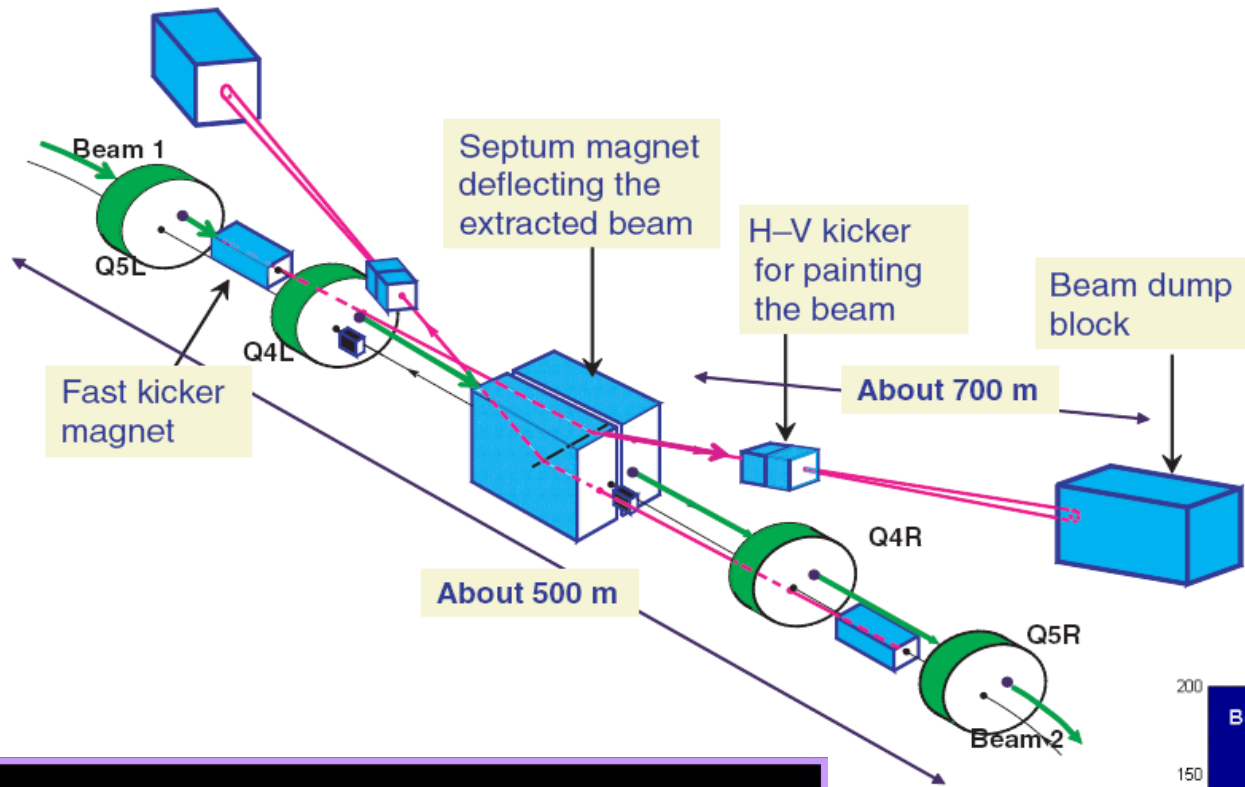 Beam 1
Septum magnet
deflecting the
extracted beam
H–V kicker
for painting
the beam
Beam dump
block
Q5L
Q4L
Fast kicker
magnet
About 700 m
About 500 m
Q4R
Q5R
Beam 2
200
B
150